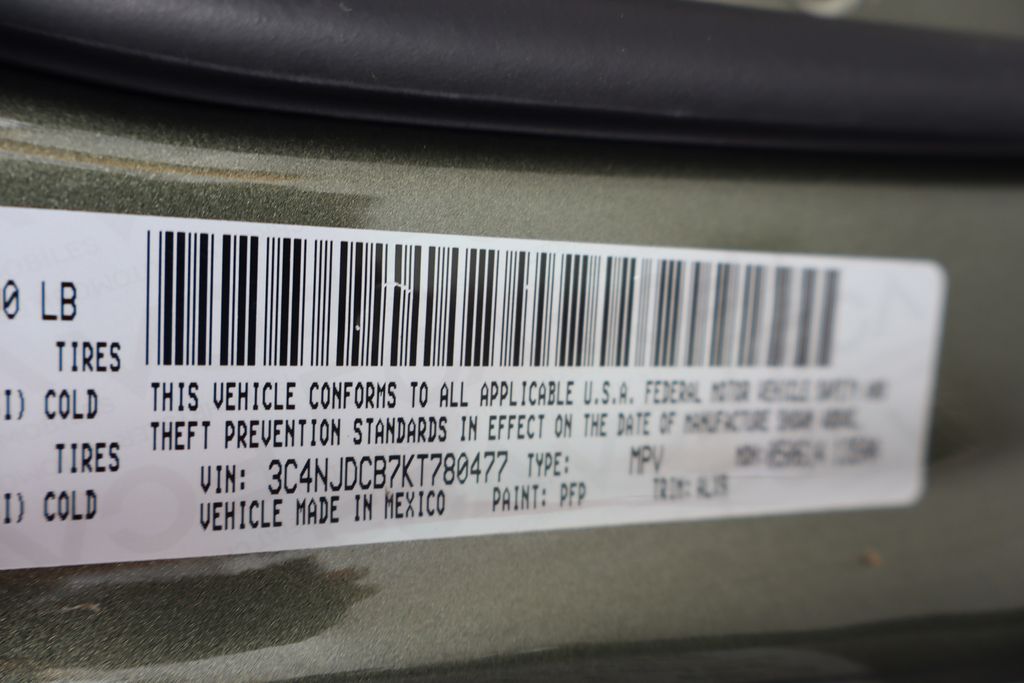 0 LB
TIRES
I) COLD
TIRES
I) COLD
THIS VEHICLE CONFORMS TO ALL APPLICABLE U.S.A. FEDERAL MOTOR VEHICLE SAFETY AND
THEFT PREVENTION STANDARDS IN EFFECT ON THE DATE OF MANUFACTURE SHOWN ABOVE.
VIN: 3C4NJDCB7KT780477 TYPE: MPV MDH:
VEHICLE MADE IN MEXICO PAINT: PFP TRIM: